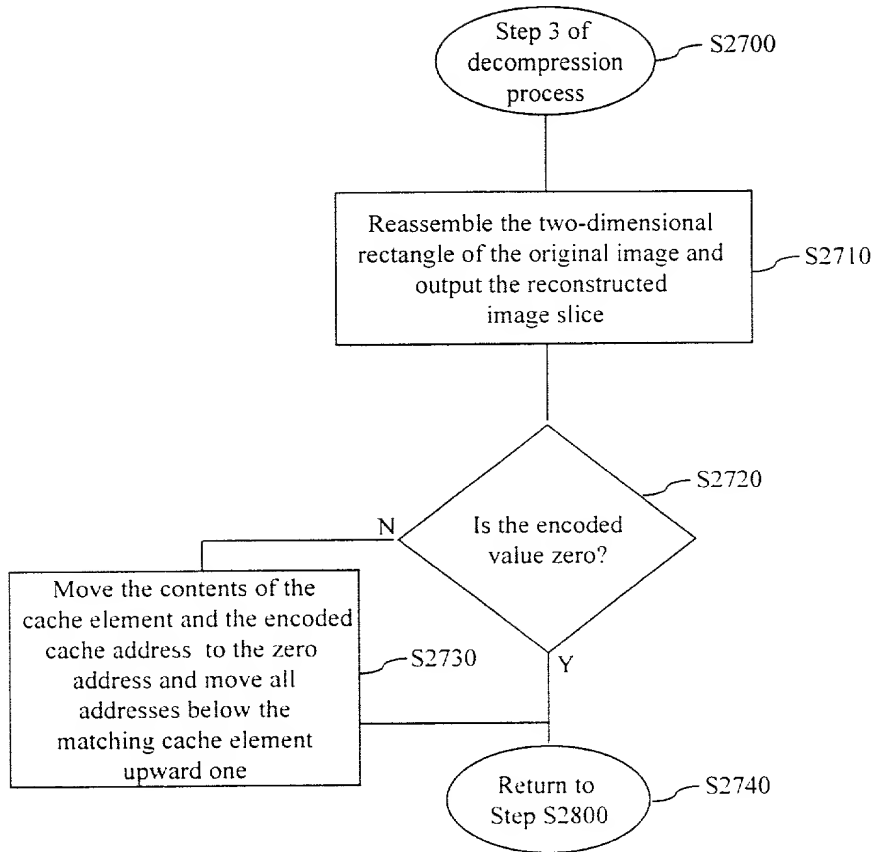 Step 3 of
decompression
process
S2700
Reassemble the two-dimensional
rectangle of the original image and
output the reconstructed
image slice
S2710
S2720
Is the encoded
value zero?
N
Y
Move the contents of the
cache element and the encoded
cache address to the zero
address and move all
addresses below the
matching cache element
upward one
S2730
Return to
Step S2800
S2740